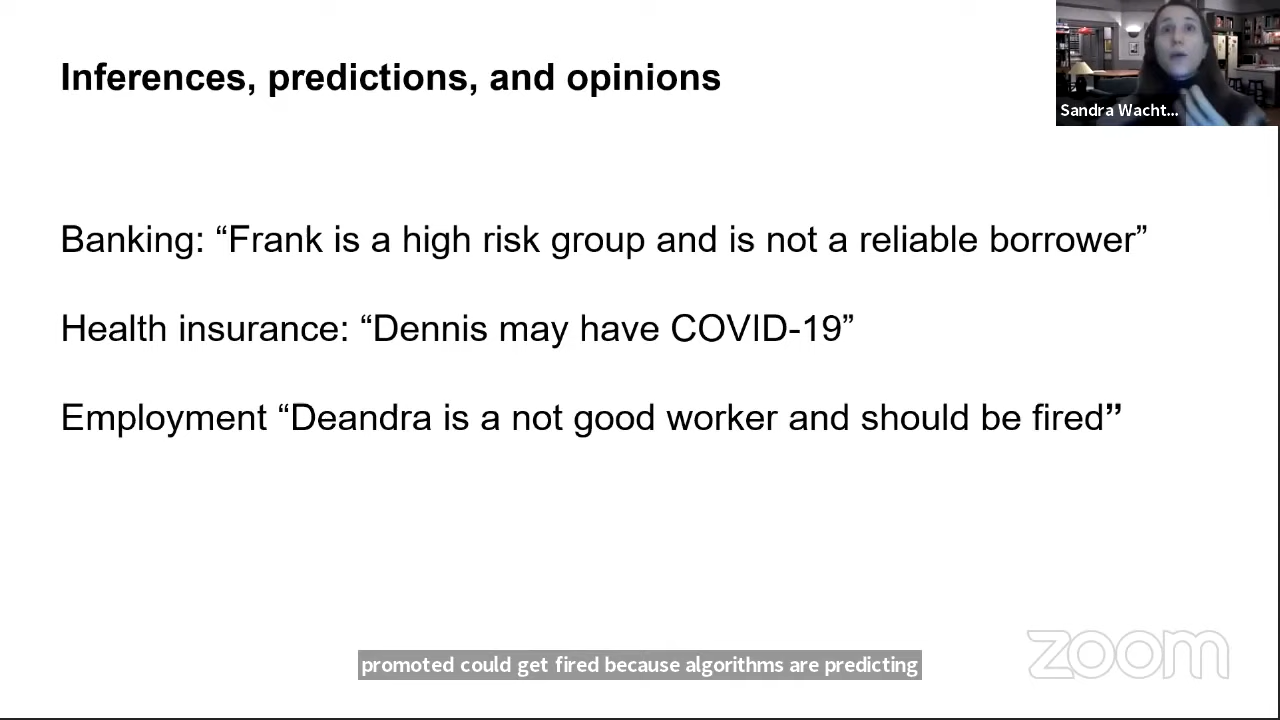 Inferences, predictions, and opinions
Sandra Wacht...
Banking: “Frank is a high risk group and is not a reliable borrower”
Health insurance: “Dennis may have COVID-19”
Employment “Deandra is a not good worker and should be fired”
promoted could get fired because algorithms are predicting
zoom